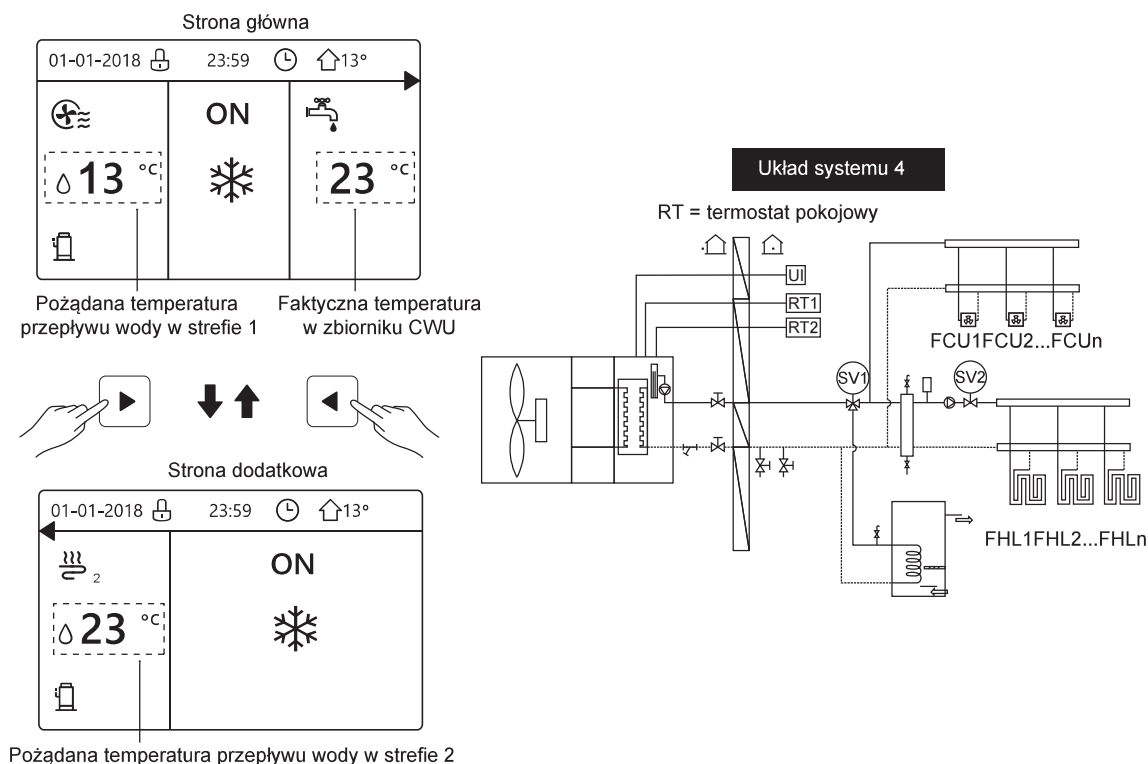 Strona główna
01-01-2018 23:59 13°
ON
13 °C
23 °C
Pożądana temperatura
przepływu wody w strefie 1
Faktyczna temperatura
w zbiorniku CWU
Strona dodatkowa
01-01-2018 23:59 13°
2
ON
23 °C
Pożądana temperatura przepływu wody w strefie 2
Układ systemu 4
RT = termostat pokojowy
UI
RT1
RT2
FCU1FCU2...FCUn
SV1
SV2
FHL1FHL2...FHLn